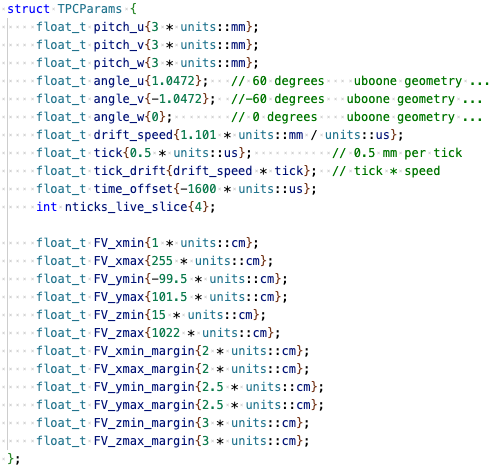 struct TPCParams {
    float_t pitch_u{3 * units::mm};
    float_t pitch_v{3 * units::mm};
    float_t pitch_w{3 * units::mm};
    float_t angle_u{1.0472};   // 60 degrees    uboone geometry ...
    float_t angle_v{-1.0472};  //-60 degrees    uboone geometry ...
    float_t angle_w{0};        // 0 degrees     uboone geometry ...
    float_t drift_speed{1.101 * units::mm / units::us};
    float_t tick{0.5 * units::us};           // 0.5 mm per tick
    float_t tick_drift{drift_speed * tick};  // tick * speed
    float_t time_offset{-1600 * units::us};
    int nticks_live_slice{4};

    float_t FV_xmin{1 * units::cm};
    float_t FV_xmax{255 * units::cm};
    float_t FV_ymin{-99.5 * units::cm};
    float_t FV_ymax{101.5 * units::cm};
    float_t FV_zmin{15 * units::cm};
    float_t FV_zmax{1022 * units::cm};
    float_t FV_xmin_margin{2 * units::cm};
    float_t FV_xmax_margin{2 * units::cm};
    float_t FV_ymin_margin{2.5 * units::cm};
    float_t FV_ymax_margin{2.5 * units::cm};
    float_t FV_zmin_margin{3 * units::cm};
    float_t FV_zmax_margin{3 * units::cm};
};